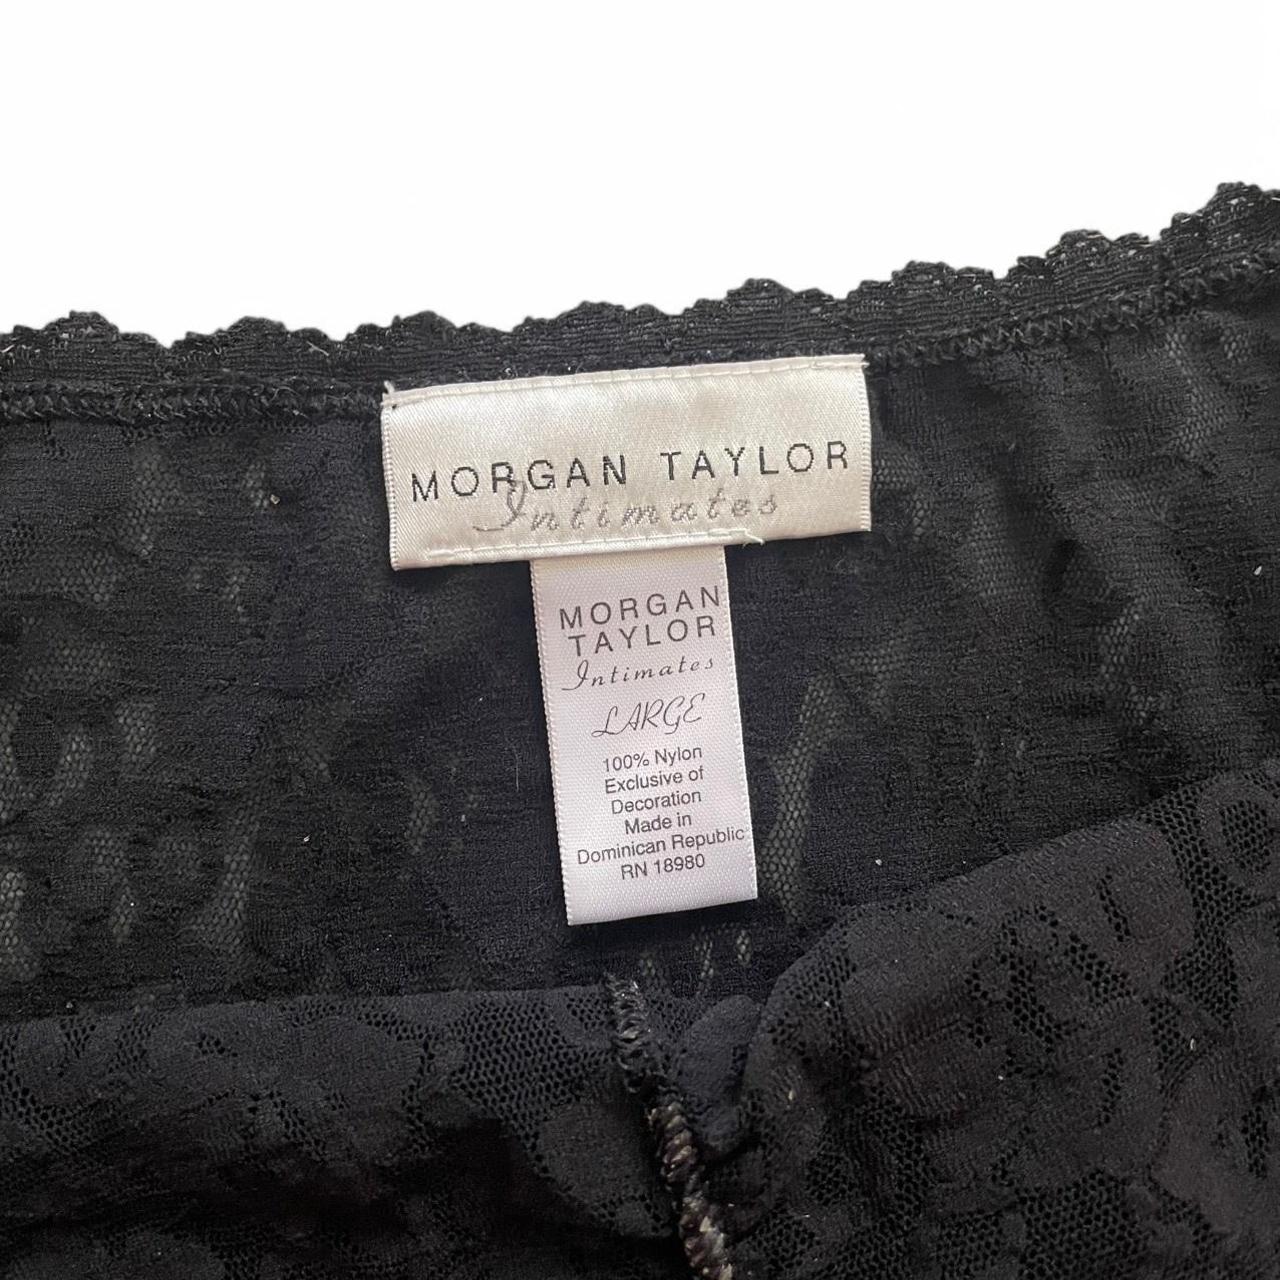 MORGAN TAYLOR
Intimates
MORGAN
TAYLOR
Intimates
LARGE
100% Nylon
Exclusive of
Decoration
Made in
Dominican Republic
RN 18980